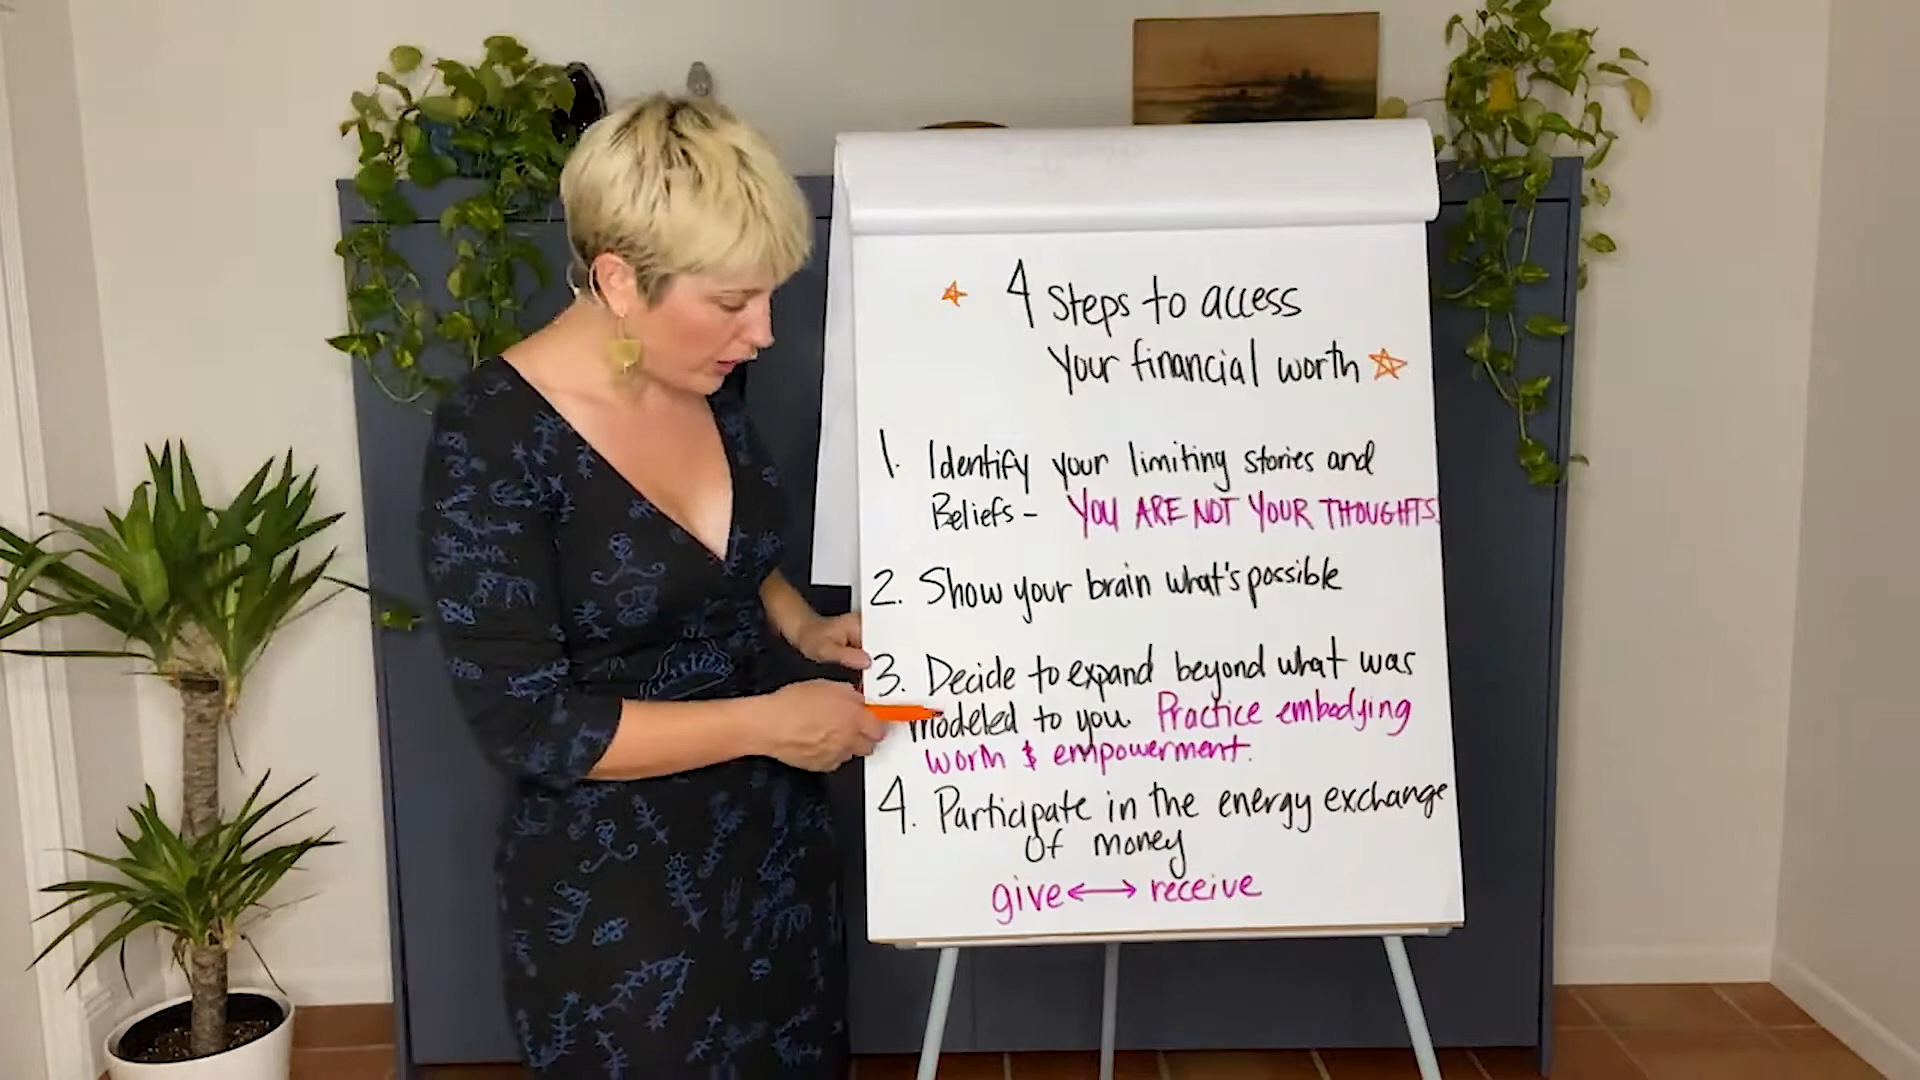 4 Steps to access
Your financial worth
1. Identify your limiting stories and
Beliefs - YOU ARE NOT YOUR THOUGHTS!
2. Show your brain what's possible
3. Decide to expand beyond what was
modeled to you. Practice embodying
worth & empowerment.
4. Participate in the energy exchange
Of money
give ↔ receive